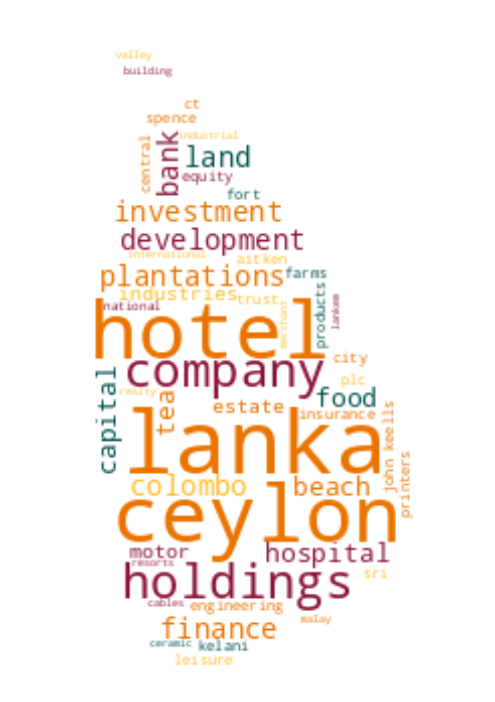 valley
building
ct
spence
industrial
central
bank
land
equity
fort
investment
development
international
aitken
plantations
farms
industries
trust
products
lankem
national
merchant
hotel
city
company
plc
capital
realty
food
tea
estate
insurance
lanka
john keells
printers
colombo
beach
ceylon
motor
hospital
resorts
sri
holdings
cables
engineering
malay
finance
ceramic
kelani
leisure